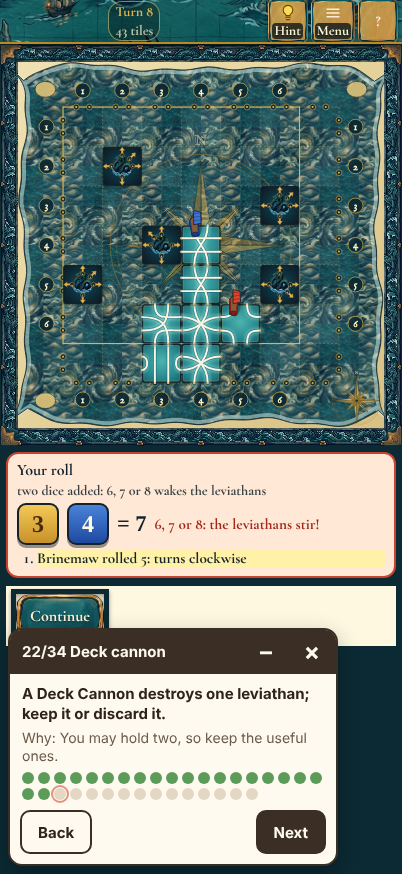 Turn 8
43 tiles
Hint
Menu
?
1 2 3 4 5 6
N
1 1
2 2
3 3
4 4
5 5
6 6
1 2 3 4 5 6
Your roll
two dice added: 6, 7 or 8 wakes the leviathans
3 4 = 7 6, 7 or 8: the leviathans stir!
1. Brinemaw rolled 5: turns clockwise
Continue
22/34 Deck cannon
A Deck Cannon destroys one leviathan;
keep it or discard it.
Why: You may hold two, so keep the useful
ones.
Back
Next